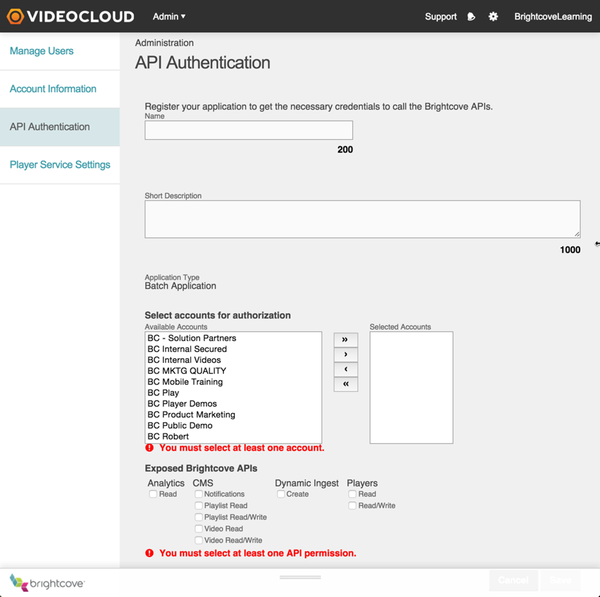 VIDEOCLOUD Admin ▾ Support BrightcoveLearning
Manage Users
Account Information
API Authentication
Player Service Settings
Administration
API Authentication
Register your application to get the necessary credentials to call the Brightcove APIs.
Name
200
Short Description
1000
Application Type
Batch Application
Select accounts for authorization
Available Accounts Selected Accounts
BC - Solution Partners
BC Internal Secured
BC Internal Videos
BC MKTG QUALITY
BC Mobile Training
BC Play
BC Player Demos
BC Product Marketing
BC Public Demo
BC Robert
»
›
‹
«
You must select at least one account.
Exposed Brightcove APIs
Analytics CMS Dynamic Ingest Players
Read Notifications Create Read
Playlist Read Read/Write
Playlist Read/Write
Video Read
Video Read/Write
You must select at least one API permission.
brightcove Cancel Save